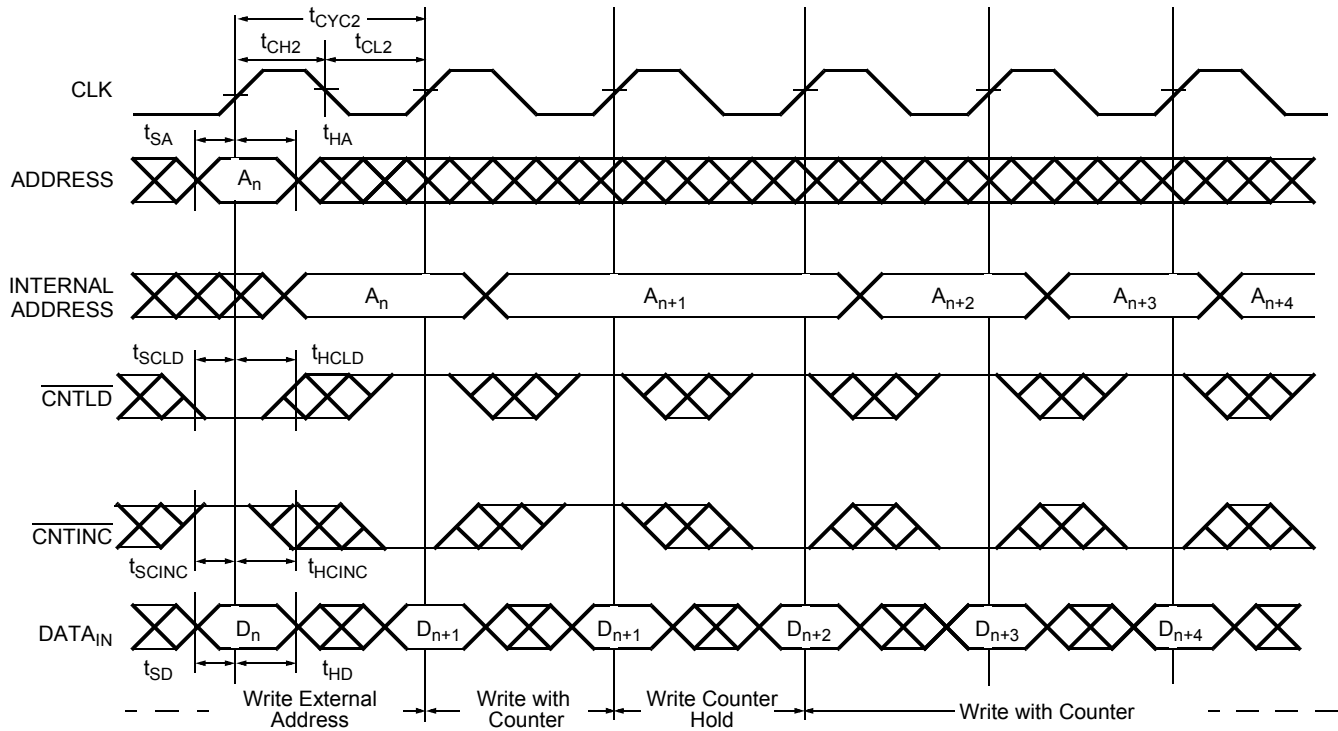 tCYC2
tCH2 tCL2
CLK
tSA tHA
ADDRESS An
INTERNAL
ADDRESS
An An+1 An+2 An+3 An+4
tSCLD tHCLD
CNTLD
CNTINC
tSCINC tHCINC
DATAIN Dn Dn+1 Dn+1 Dn+2 Dn+3 Dn+4
tSD tHD
Write External
Address
Write with
Counter
Write Counter
Hold
Write with Counter